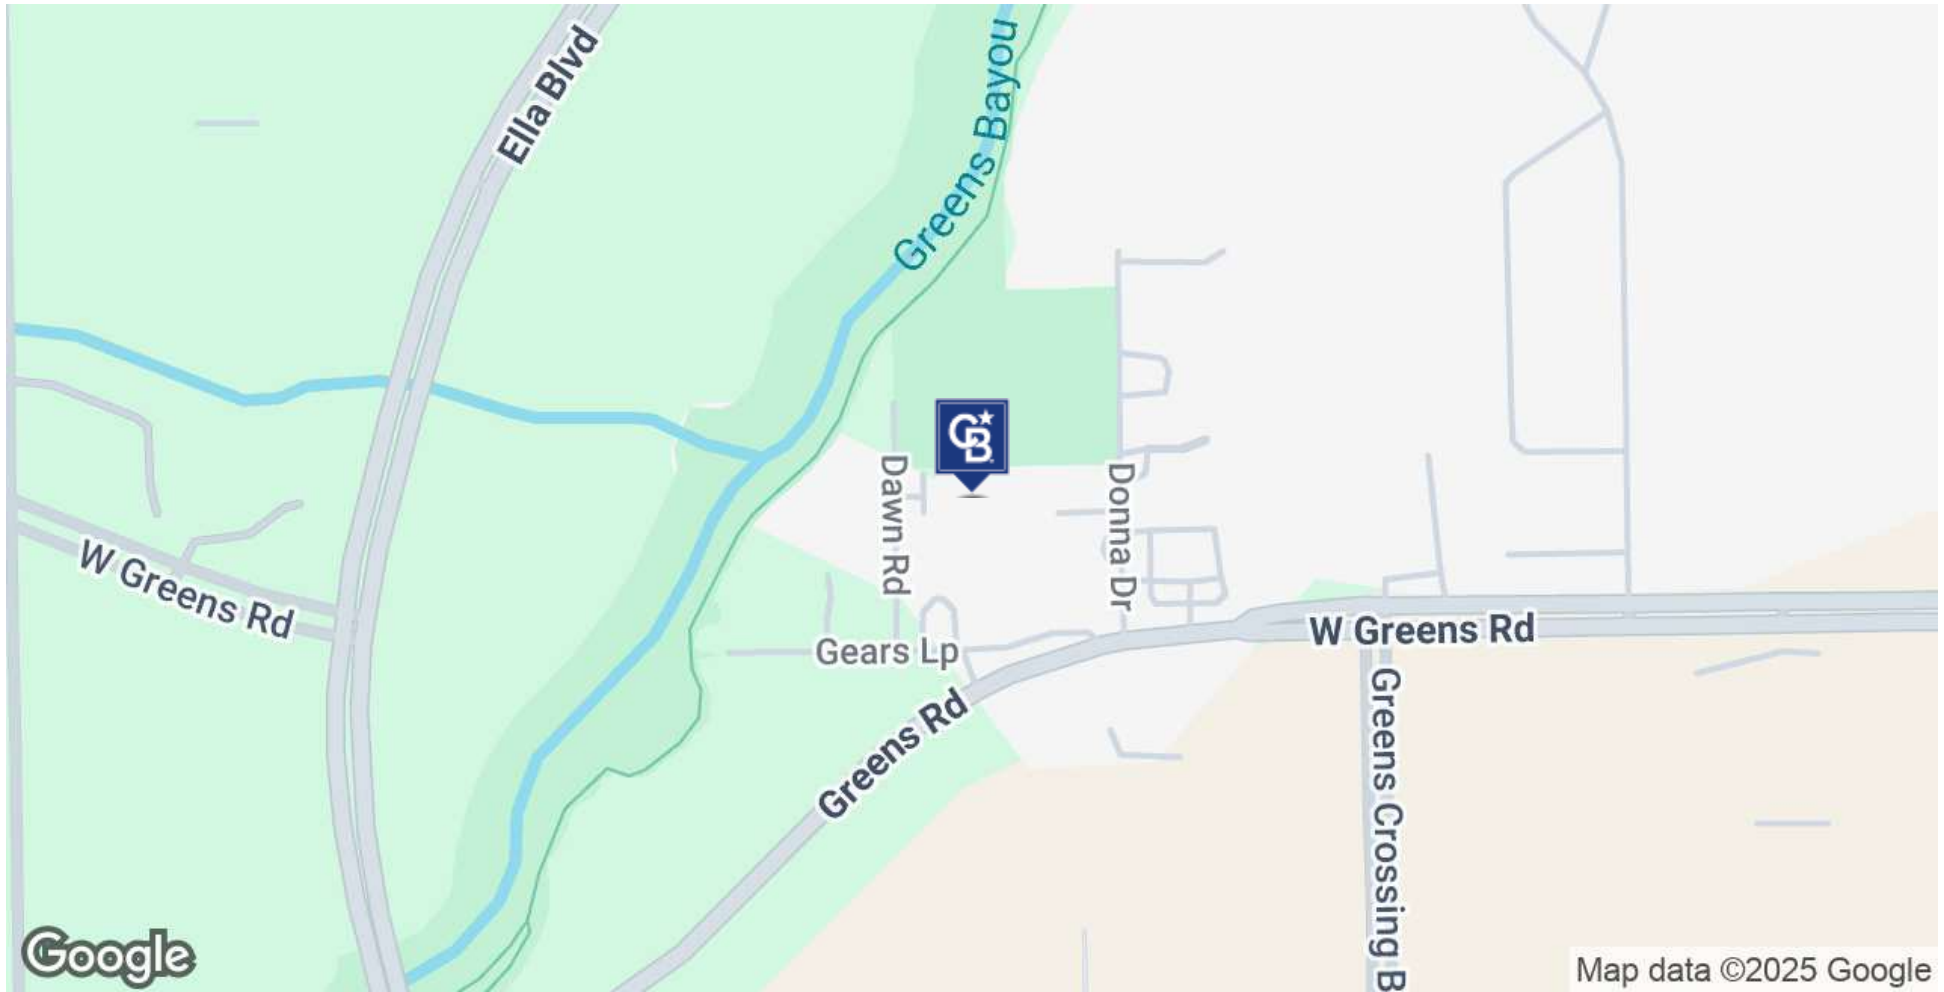 Ella Blvd
Greens Bayou
CB
Dawn Rd
Donna Dr
W Greens Rd
W Greens Rd
Gears Lp
Greens Rd
Greens Crossing B
Google
Map data ©2025 Google